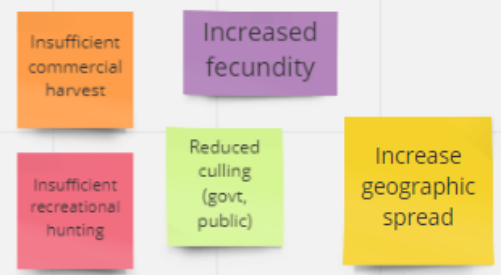 Insufficient
commercial
harvest
Increased
fecundity
Reduced
culling
(govt,
public)
Insufficient
recreational
hunting
Increase
geographic
spread